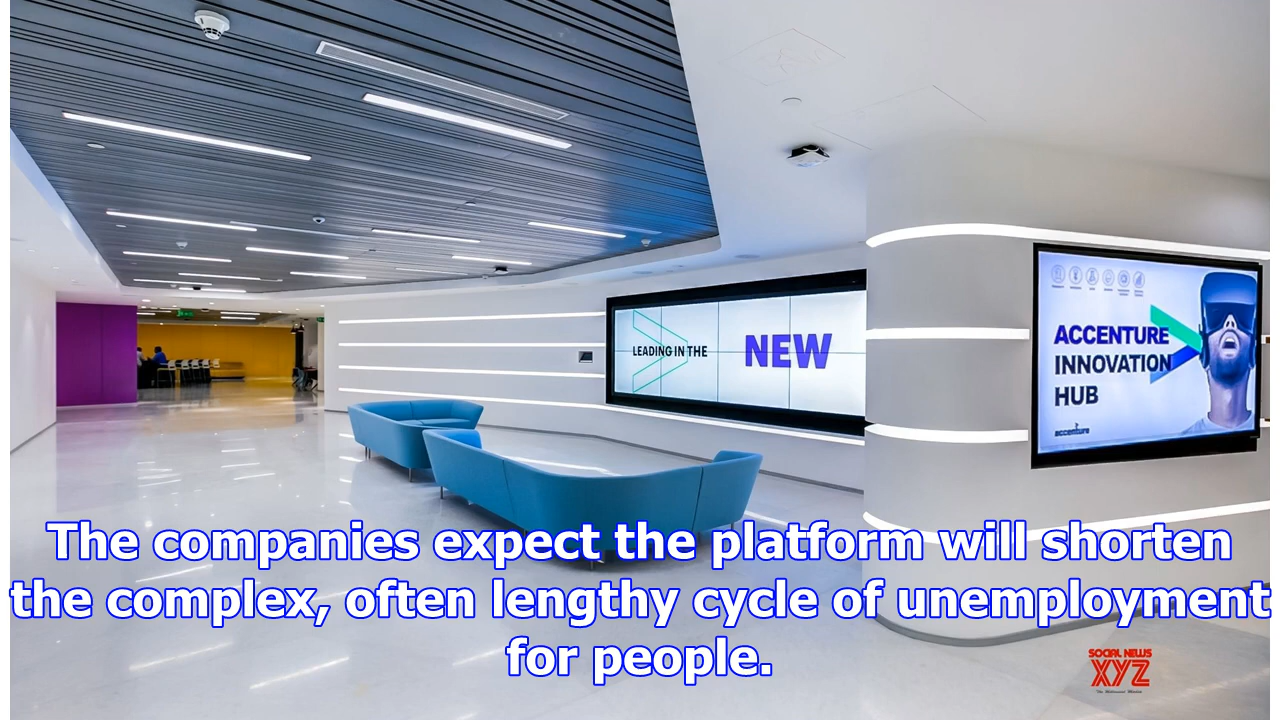 LEADING IN THE NEW
ACCENTURE
INNOVATION
HUB
accenture
The companies expect the platform will shorten
the complex, often lengthy cycle of unemployment
for people.
SOCIAL NEWS
XYZ